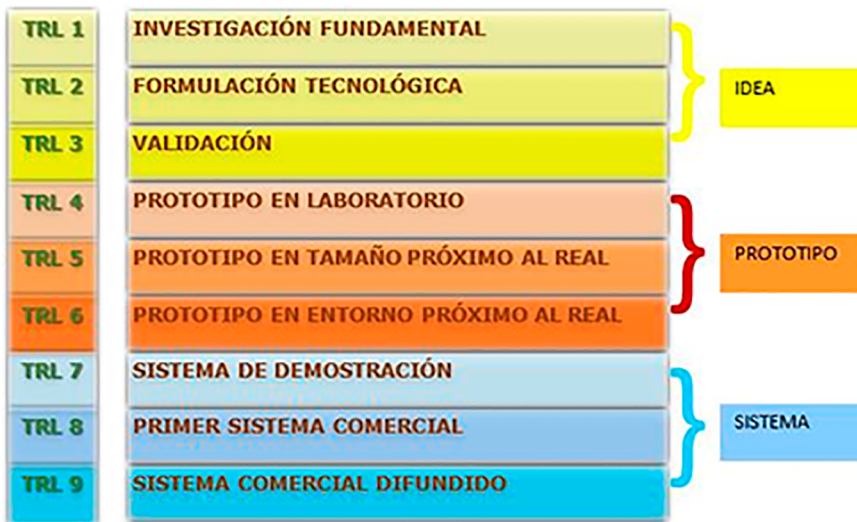 TRL 1 INVESTIGACIÓN FUNDAMENTAL
TRL 2 FORMULACIÓN TECNOLÓGICA
IDEA
TRL 3 VALIDACIÓN
TRL 4 PROTOTIPO EN LABORATORIO
TRL 5 PROTOTIPO EN TAMAÑO PRÓXIMO AL REAL
PROTOTIPO
TRL 6 PROTOTIPO EN ENTORNO PRÓXIMO AL REAL
TRL 7 SISTEMA DE DEMOSTRACIÓN
TRL 8 PRIMER SISTEMA COMERCIAL
SISTEMA
TRL 9 SISTEMA COMERCIAL DIFUNDIDO